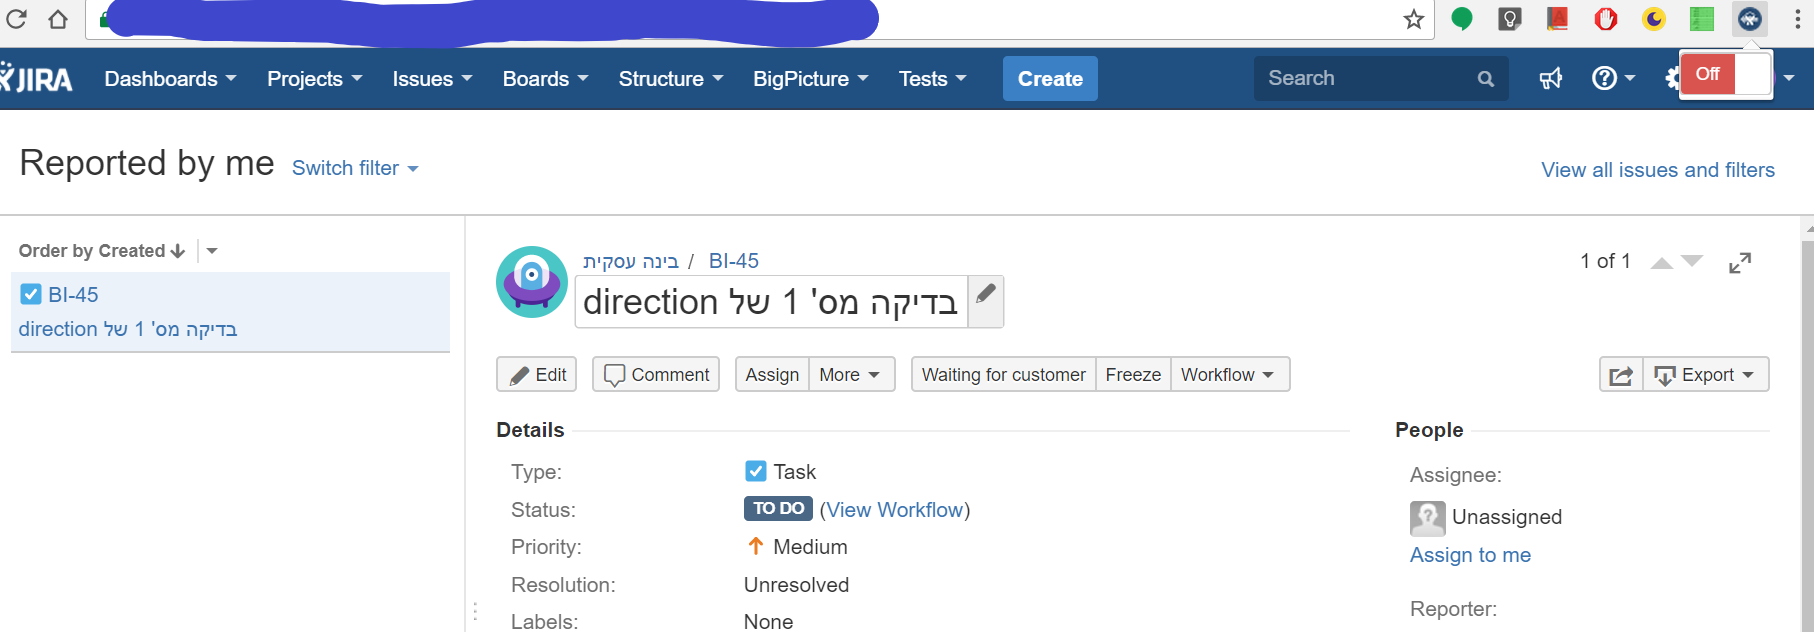 JIRA Dashboards Projects Issues Boards Structure BigPicture Tests Create Search Off
Reported by me Switch filter
View all issues and filters
Order by Created
BI-45
בדיקה מס' 1 של direction
בינה עסקית / BI-45
1 of 1
בדיקה מס' 1 של direction
Edit Comment Assign More Waiting for customer Freeze Workflow Export
Details
Type: Task
Status: TO DO (View Workflow)
Priority: Medium
Resolution: Unresolved
Labels: None
People
Assignee:
Unassigned
Assign to me
Reporter: